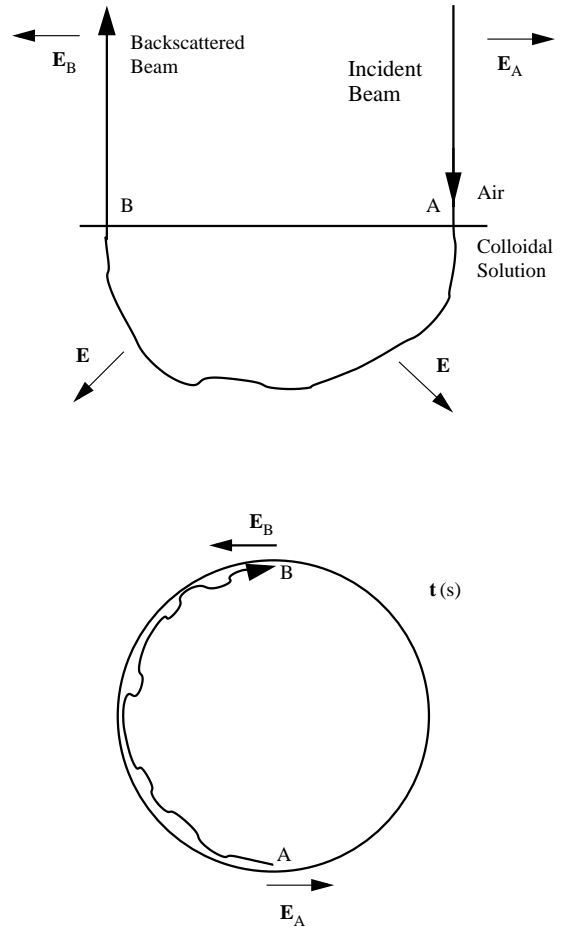 Backscattered
Beam
E_B
Incident
Beam
E_A
B
A
Air
Colloidal
Solution
E
E
E_B
B
t (s)
A
E_A